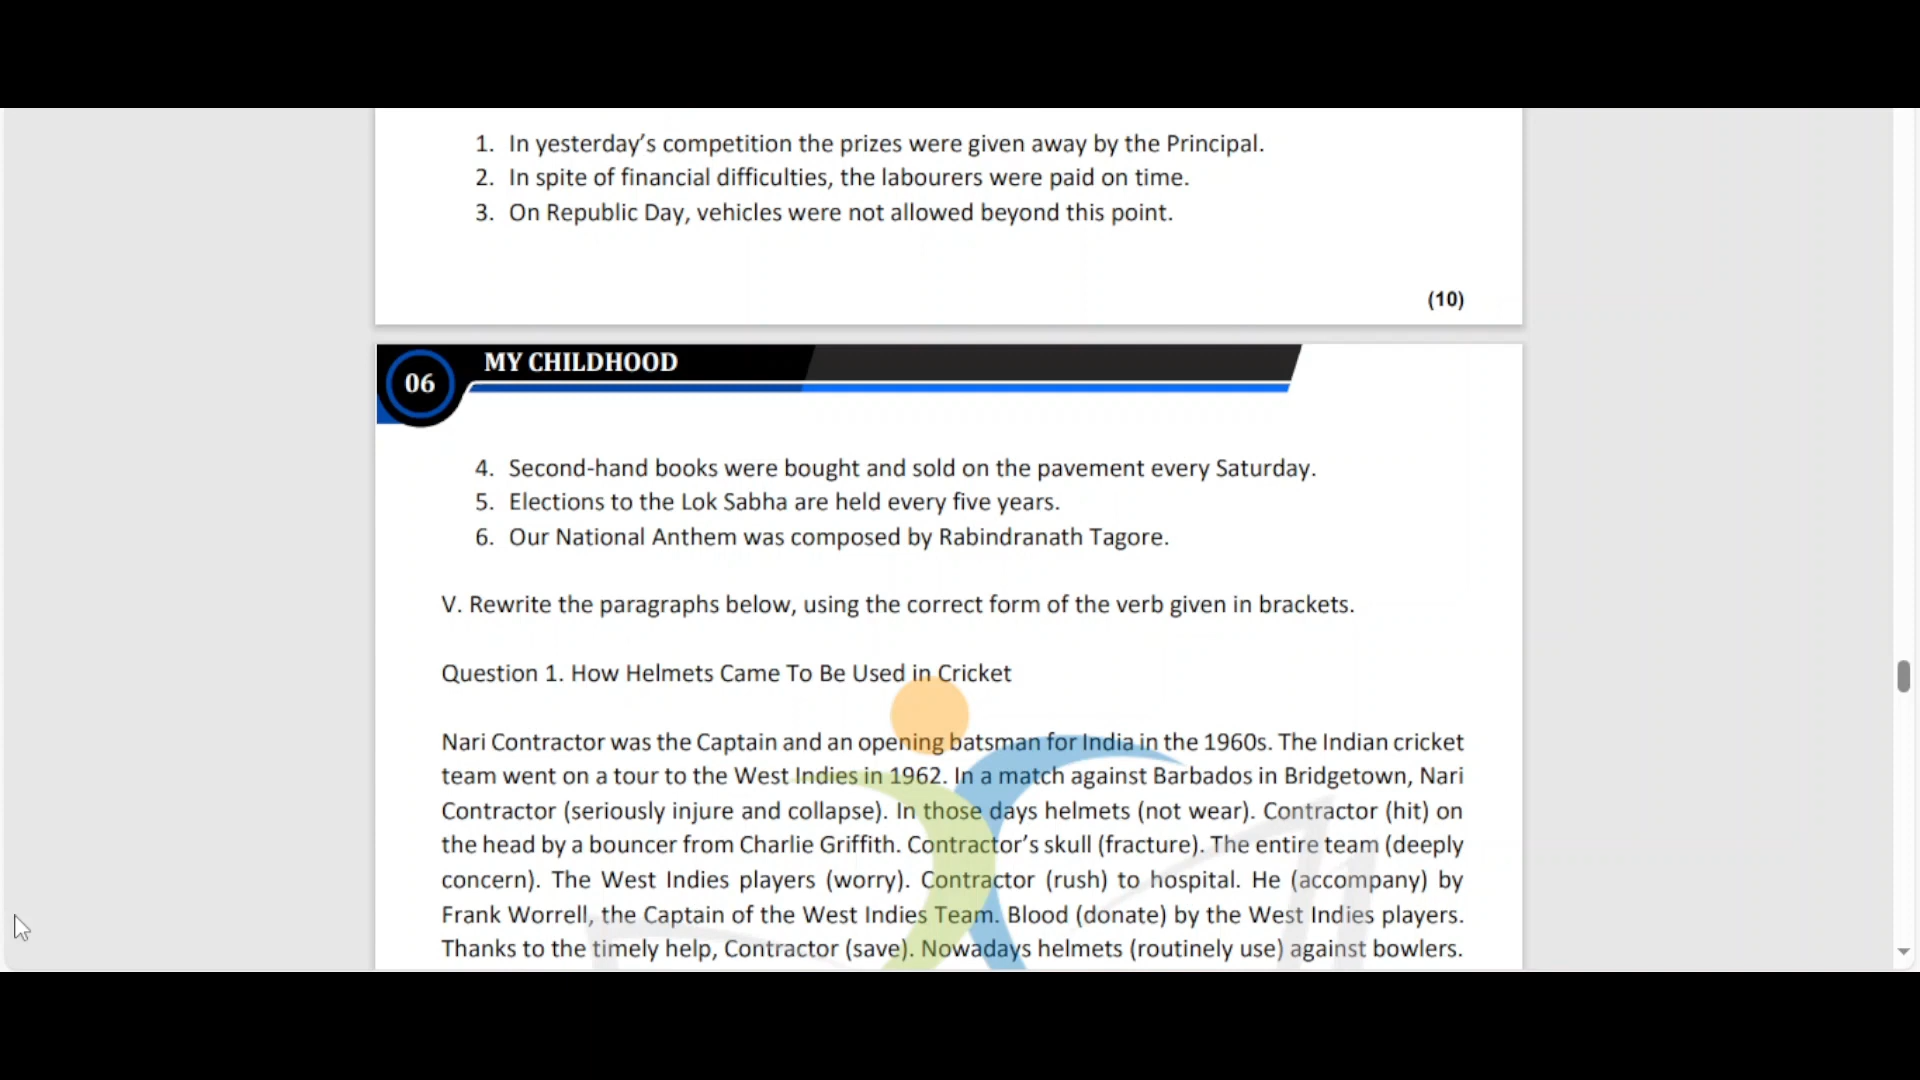 1. In yesterday’s competition the prizes were given away by the Principal.
2. In spite of financial difficulties, the labourers were paid on time.
3. On Republic Day, vehicles were not allowed beyond this point.
(10)
MY CHILDHOOD
06
4. Second-hand books were bought and sold on the pavement every Saturday.
5. Elections to the Lok Sabha are held every five years.
6. Our National Anthem was composed by Rabindranath Tagore.
V. Rewrite the paragraphs below, using the correct form of the verb given in brackets.
Question 1. How Helmets Came To Be Used in Cricket
Nari Contractor was the Captain and an opening batsman for India in the 1960s. The Indian cricket
team went on a tour to the West Indies in 1962. In a match against Barbados in Bridgetown, Nari
Contractor (seriously injure and collapse). In those days helmets (not wear). Contractor (hit) on
the head by a bouncer from Charlie Griffith. Contractor’s skull (fracture). The entire team (deeply
concern). The West Indies players (worry). Contractor (rush) to hospital. He (accompany) by
Frank Worrell, the Captain of the West Indies Team. Blood (donate) by the West Indies players.
Thanks to the timely help, Contractor (save). Nowadays helmets (routinely use) against bowlers.